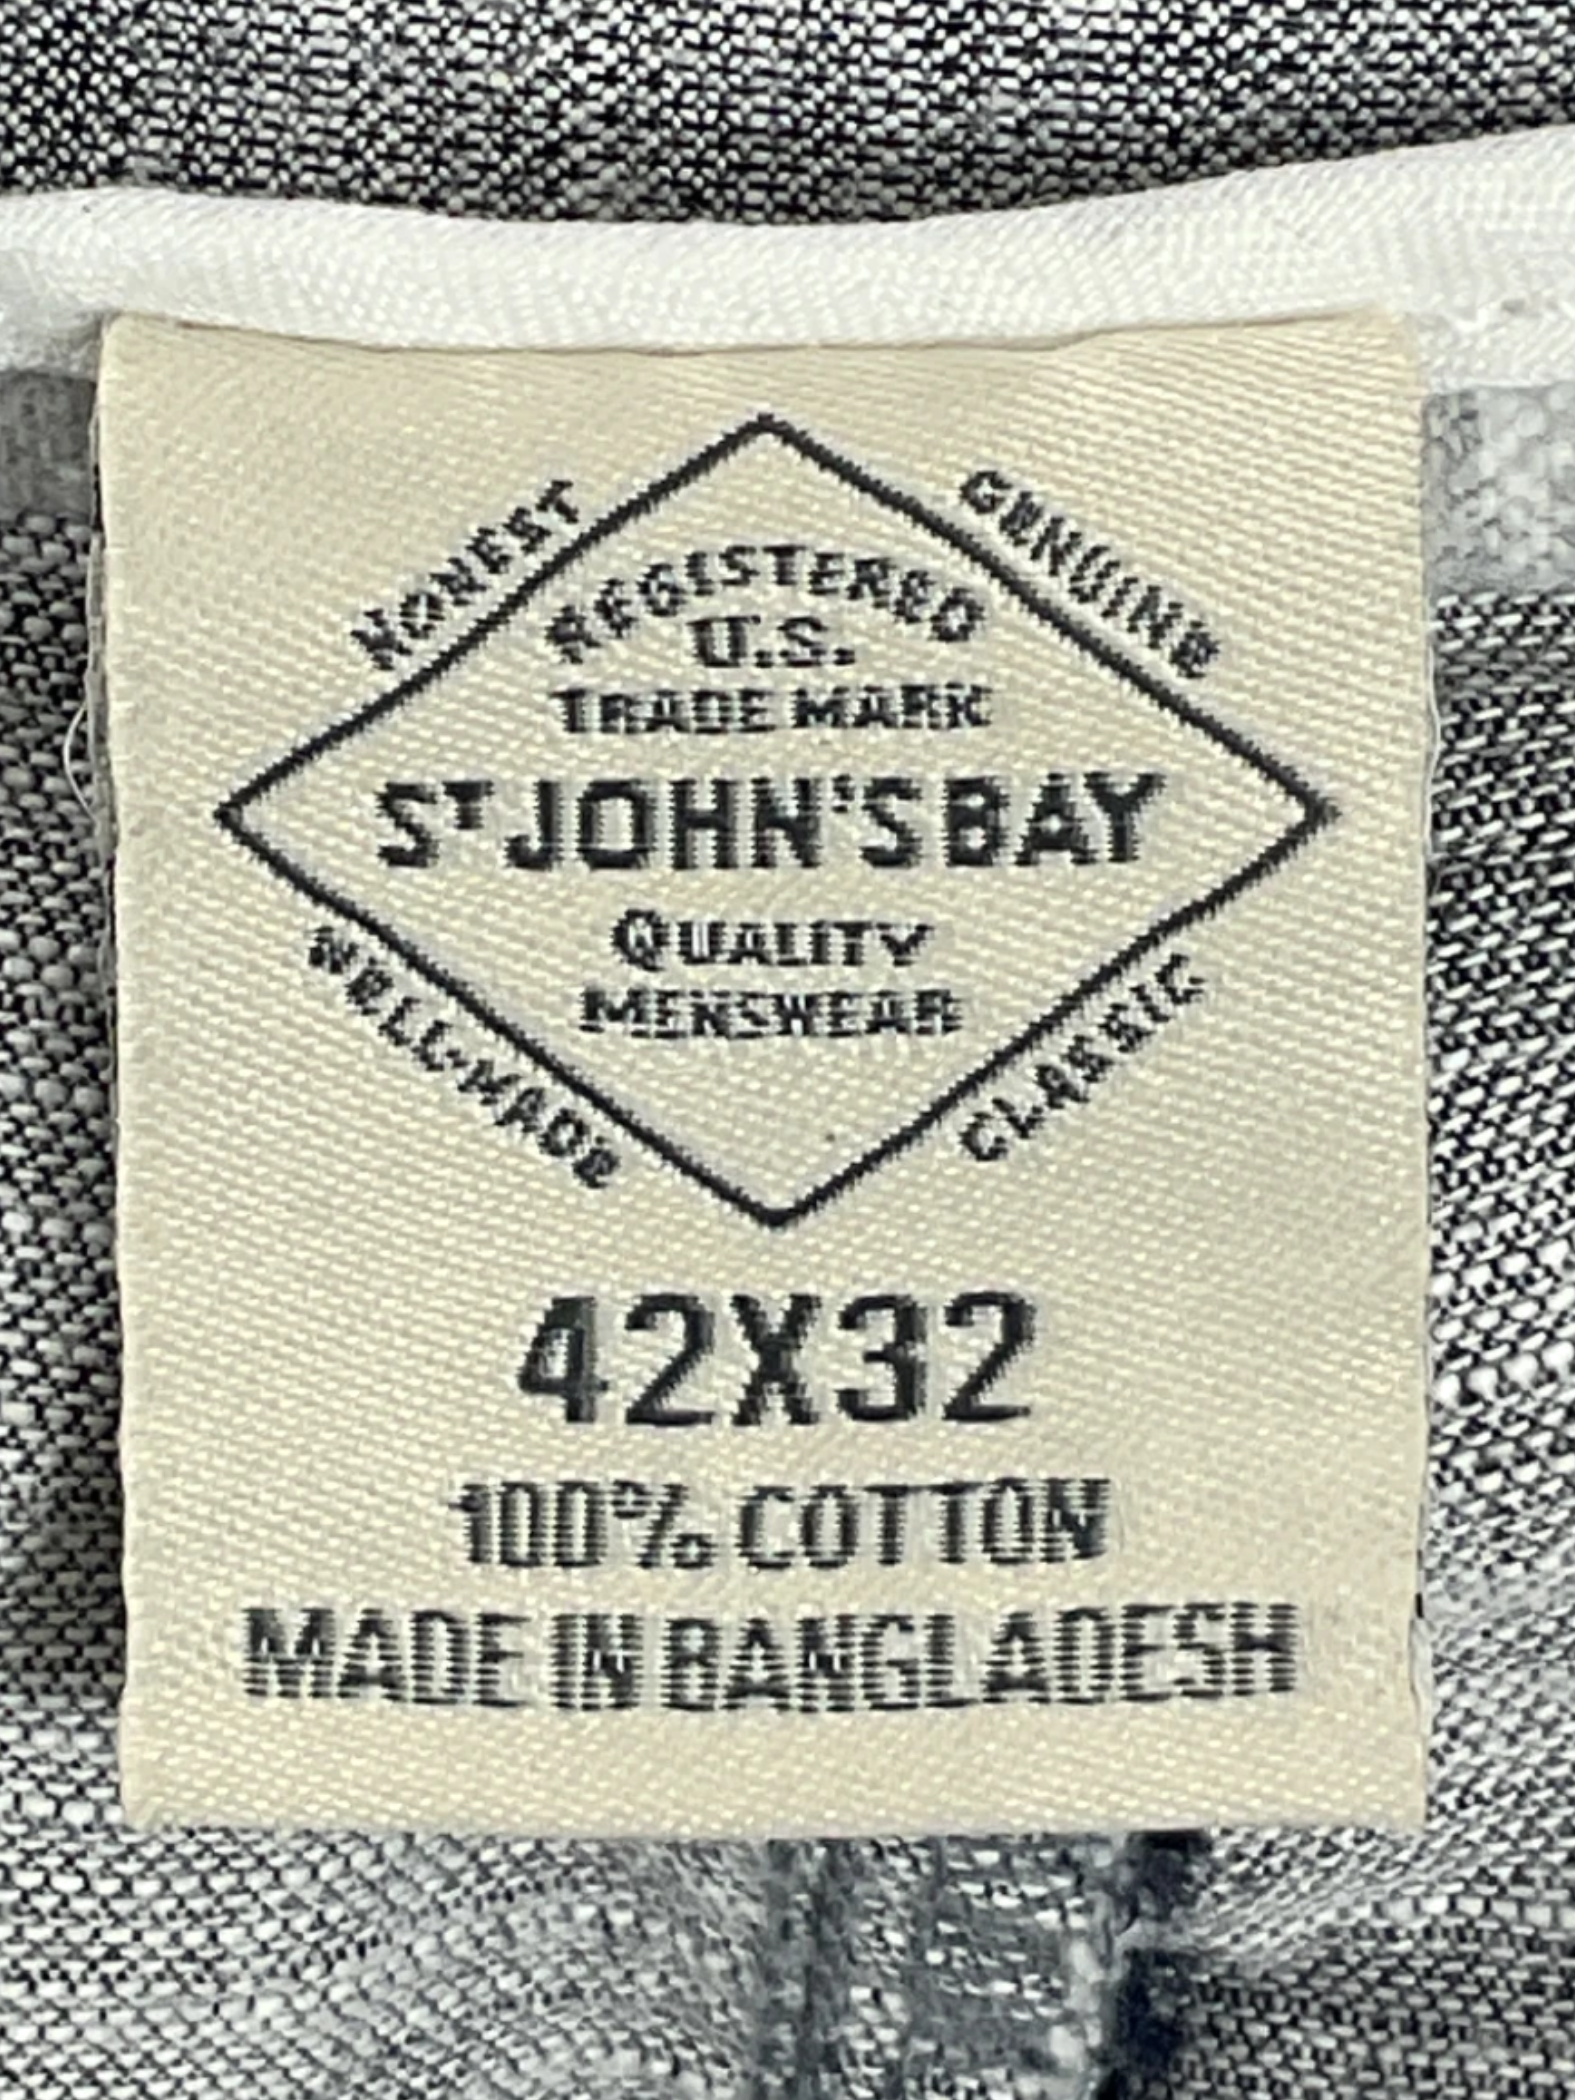 HONEST
GENUINE
REGISTERED
U.S.
TRADE MARK
ST JOHN'S BAY
QUALITY
MENSWEAR
WELL-MADE
CLASSIC
42X32
100% COTTON
MADE IN BANGLADESH